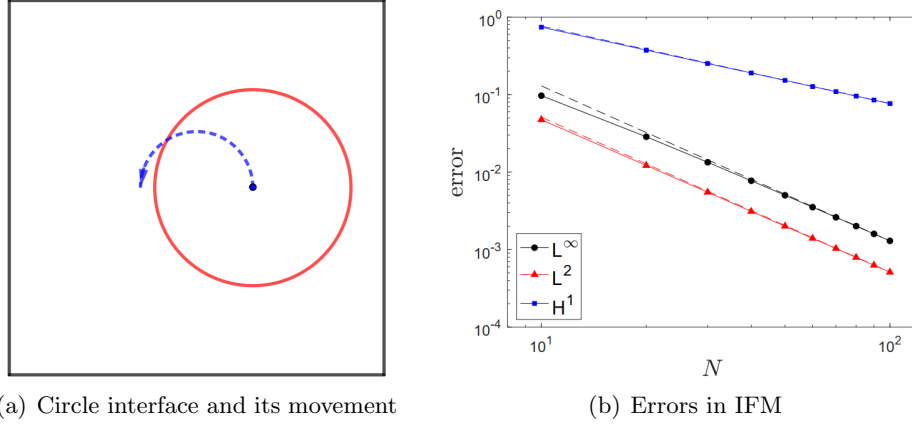 10^0
10^-1
10^-2
10^-3
10^-4
error
L^∞
L^2
H^1
10^1
10^2
N
a) Circle interface and its movement
(b) Errors in IFM